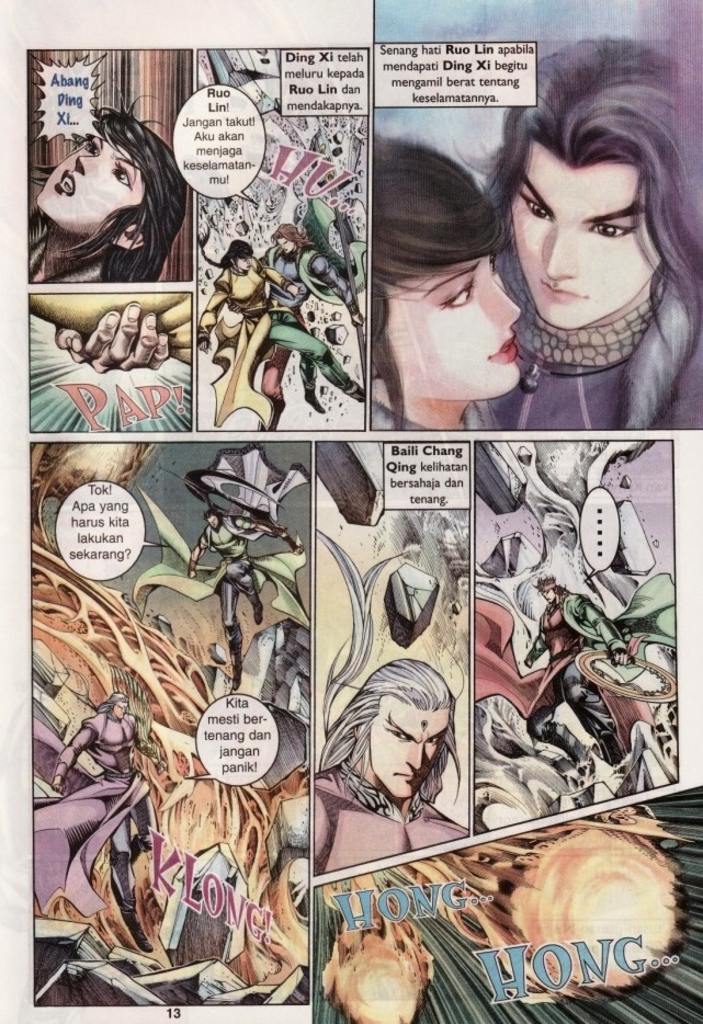 Abang
Ding
Xi...
Ruo
Lin!
Jangan takut!
Aku akan
menjaga
keselamatan-
mu!
Ding Xi telah
meluru kepada
Ruo Lin dan
mendakapnya.
HU...
PAP!
Senang hati Ruo Lin apabila
mendapati Ding Xi begitu
mengamil berat tentang
keselamatannya.
Tok!
Apa yang
harus kita
lakukan
sekarang?
Kita
mesti ber-
tenang dan
jangan
panik!
KLONG!
Baili Chang
Qing kelihatan
bersahaja dan
tenang.
......
HONG...
HONG...
13